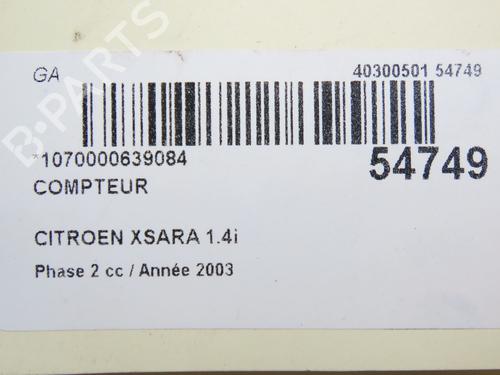 GA
40300501 54749
*1070000639084
54749
COMPTEUR
CITROEN XSARA 1.4i
Phase 2 cc / Année 2003
B-PARTS